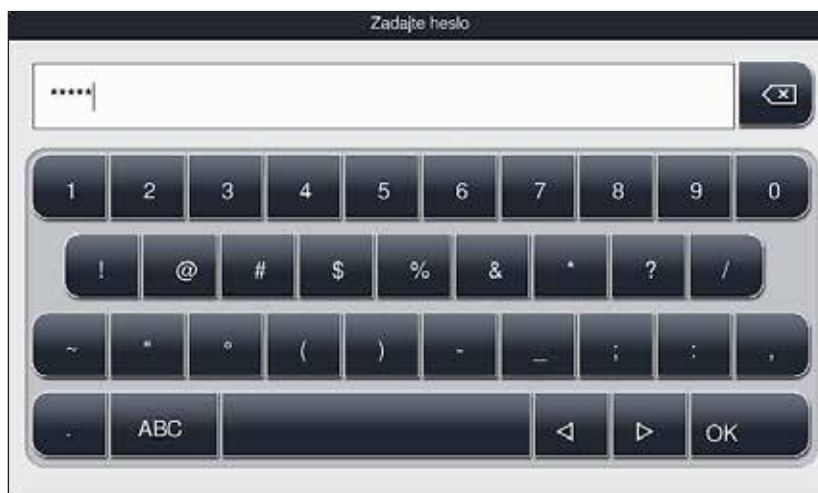 Zadajte heslo
*****
1 2 3 4 5 6 7 8 9 0
! @ # $ % & * ? /
~ " ° ( ) - _ ; : ,
. ABC OK